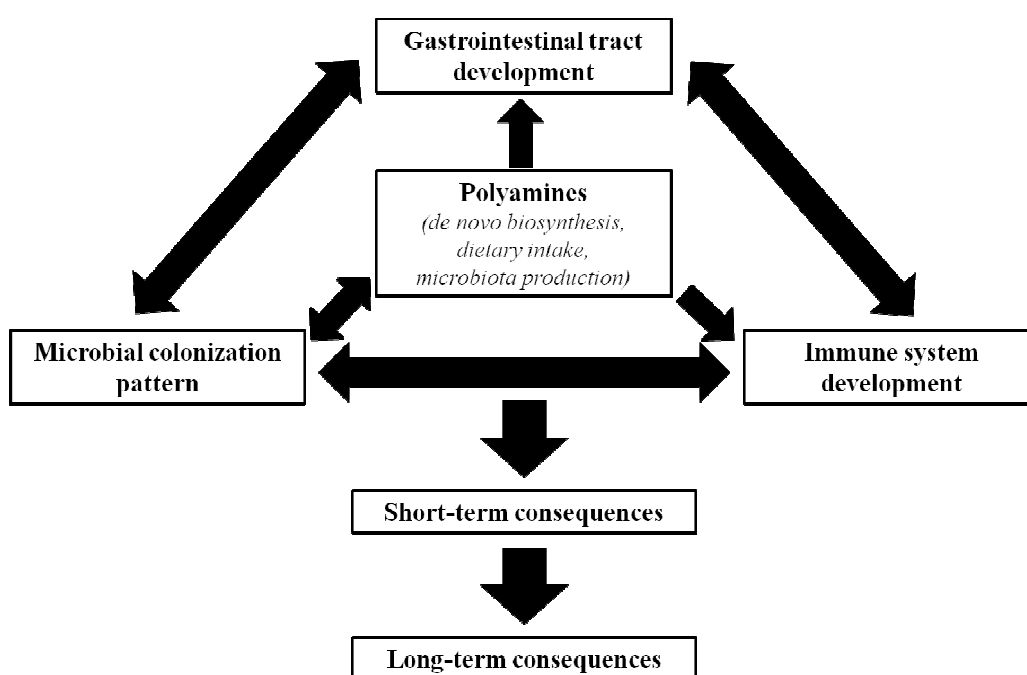 Gastrointestinal tract
development
Polyamines
(de novo biosynthesis,
dietary intake,
microbiota production)
Microbial colonization
pattern
Immune system
development
Short-term consequences
Long-term consequences